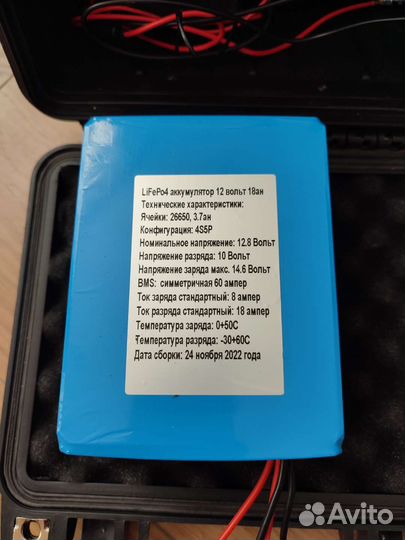 LiFePo4 аккумулятор 12 вольт 18ан
Технические характеристики:
Ячейки: 26650, 3.7ан
Конфигурация: 4S5P
Номинальное напряжение: 12.8 Вольт
Напряжение разряда: 10 Вольт
Напряжение заряда макс. 14.6 Вольт
BMS: симметричная 60 ампер
Ток заряда стандартный: 8 ампер
Ток разряда стандартный: 18 ампер
Температура заряда: 0+50С
Температура разряда: -30+60С
Дата сборки: 24 ноября 2022 года
Avito